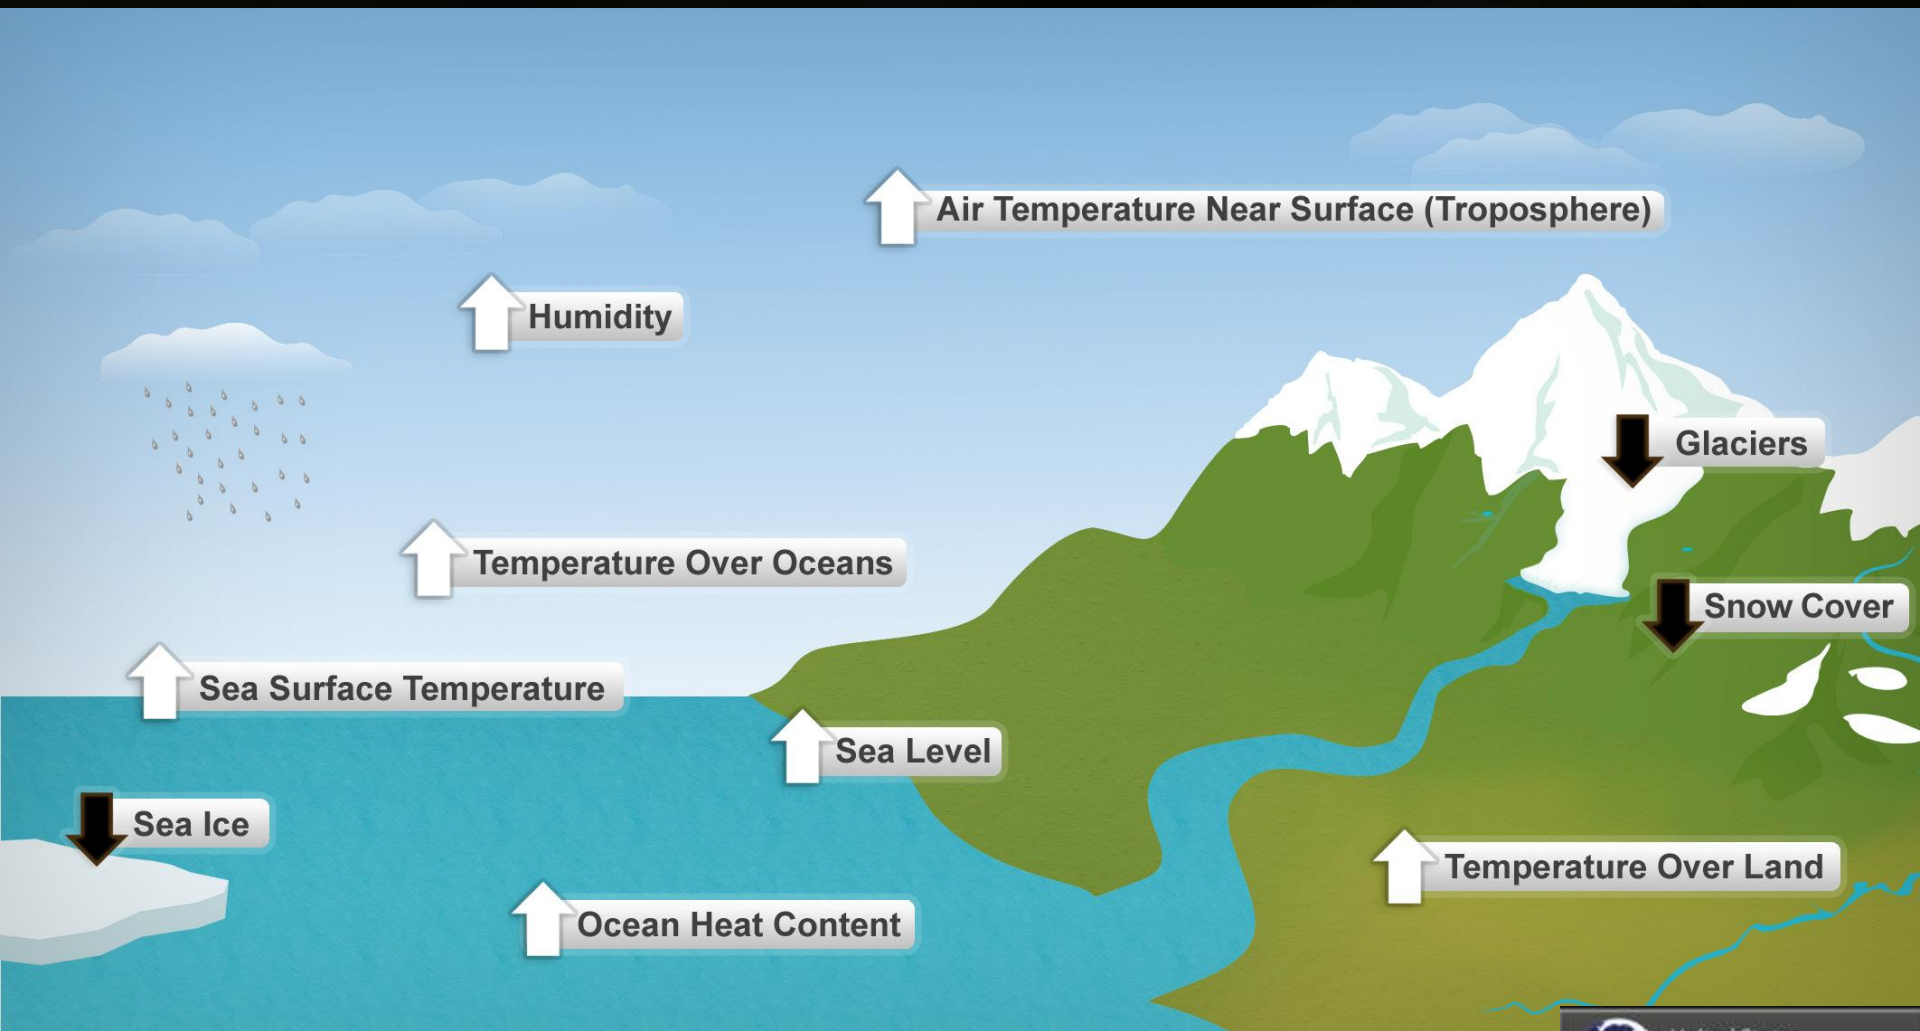 Air Temperature Near Surface (Troposphere)
Humidity
Glaciers
Temperature Over Oceans
Snow Cover
Sea Surface Temperature
Sea Level
Sea Ice
Temperature Over Land
Ocean Heat Content